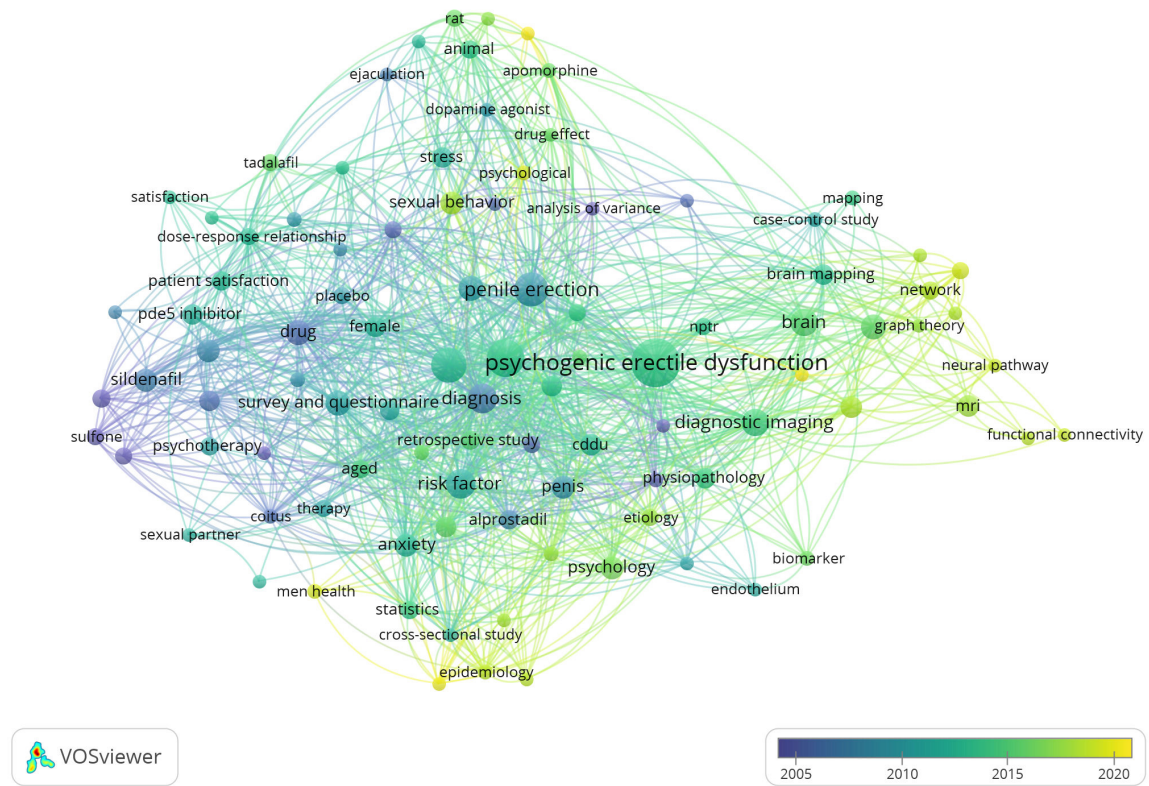 rat
animal
ejaculation
apomorphine
dopamine agonist
drug effect
stress
tadalafil
psychological
satisfaction
sexual behavior
analysis of variance
mapping
case-control study
dose-response relationship
patient satisfaction
brain mapping
placebo
penile erection
network
pde5 inhibitor
drug
female
nptr
brain
graph theory
psychogenic erectile dysfunction
neural pathway
sildenafil
survey and questionnaire
diagnosis
mri
diagnostic imaging
sulfone
psychotherapy
retrospective study
cddu
functional connectivity
aged
risk factor
penis
physiopathology
coitus
therapy
alprostadil
etiology
sexual partner
anxiety
psychology
biomarker
men health
endothelium
statistics
cross-sectional study
epidemiology
VOSviewer
2005
2010
2015
2020